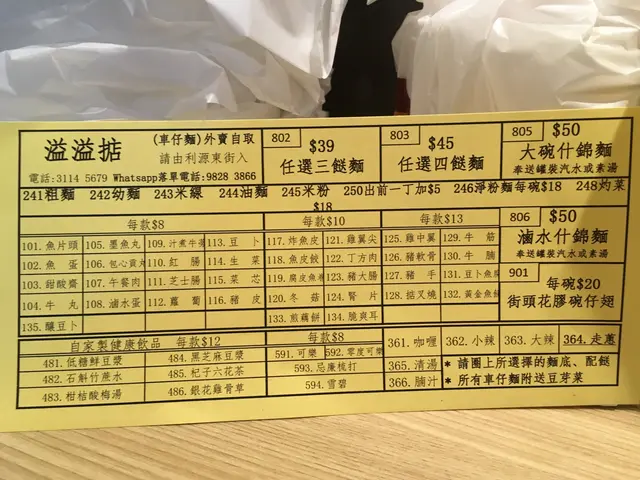 溢溢掂
(車仔麵)外賣自取
請由利源東街入
電話:3114 5679 Whatsapp落單電話:9828 3866
802 $39
任選三餸麵
803 $45
任選四餸麵
805 $50
大碗什錦麵
奉送罐裝汽水或素湯
241粗麵 242幼麵 243米線 244油麵 245米粉 250出前一丁加$5 246淨粉麵每碗$18 248灼菜$18
每款$8
每款$10
每款$13
101.魚片頭 105.墨魚丸 109.汁煮牛 113.豆卜 117.炸魚皮 121.雞翼尖 125.雞中翼 129.牛筋
102.魚蛋 106.包心貢丸 110.紅腸 114.生菜 118.魚皮餃 122.丁方肉 126.豬軟骨 130.牛腩
103.甜酸齋 107.午餐肉 111.芝士腸 115.菜芯 119.腐皮魚 123.豬大腸 127.豬手 131.豆卜魚
104.牛丸 108.滷水蛋 112.蘿蔔 116.豬皮 120.冬菇 124.腎片 128.掂又幾 132.黃金魚
135.釀豆卜 133.煎藕餅 134.脆爽耳
806 $50
滷水什錦麵
奉送罐裝汽水或素湯
901 每碗$20
街頭花膠碗仔翅
自家製健康飲品 每款$12
481.低糖鮮豆漿 484.黑芝麻豆漿
482.石斛竹蔗水 485.杞子六花茶
483.柑桔酸梅湯 486.銀花雞骨草
每款$8
591.可樂 592.零度可樂
593.忌廉梳打
594.雪碧
361.咖喱 362.小辣 363.大辣 364.走蔥
365.清湯 * 請圈上所選擇的麵底、配餸
366.腩汁 * 所有車仔麵附送豆芽菜